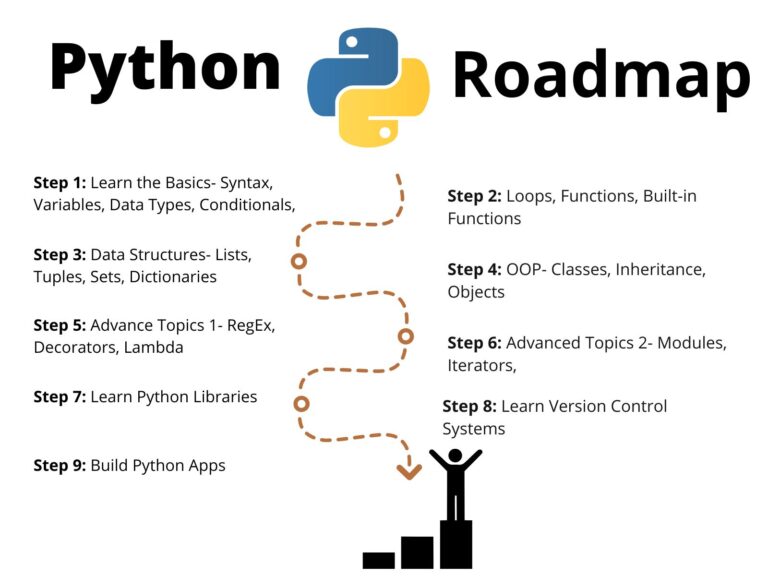 Python Roadmap
Step 1: Learn the Basics- Syntax,
Variables, Data Types, Conditionals,
Step 2: Loops, Functions, Built-in
Functions
Step 3: Data Structures- Lists,
Tuples, Sets, Dictionaries
Step 4: OOP- Classes, Inheritance,
Objects
Step 5: Advance Topics 1- RegEx,
Decorators, Lambda
Step 6: Advanced Topics 2- Modules,
Iterators,
Step 7: Learn Python Libraries
Step 8: Learn Version Control
Systems
Step 9: Build Python Apps